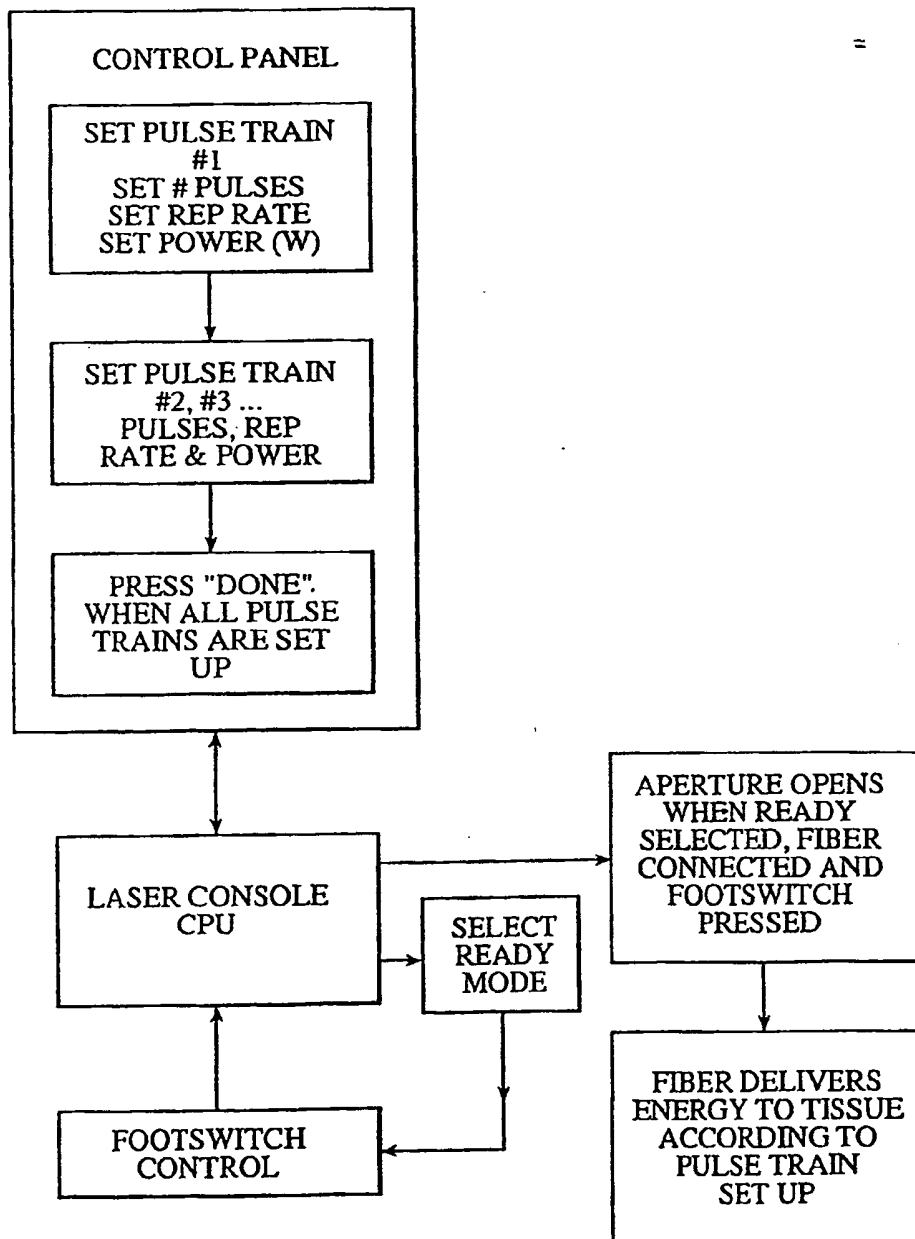 CONTROL PANEL
SET PULSE TRAIN
#1
SET # PULSES
SET REP RATE
SET POWER (W)
SET PULSE TRAIN
#2, #3 ...
PULSES, REP
RATE & POWER
PRESS "DONE".
WHEN ALL PULSE
TRAINS ARE SET
UP
LASER CONSOLE
CPU
SELECT
READY
MODE
FOOTSWITCH
CONTROL
APERTURE OPENS
WHEN READY
SELECTED, FIBER
CONNECTED AND
FOOTSWITCH
PRESSED
FIBER DELIVERS
ENERGY TO TISSUE
ACCORDING TO
PULSE TRAIN
SET UP